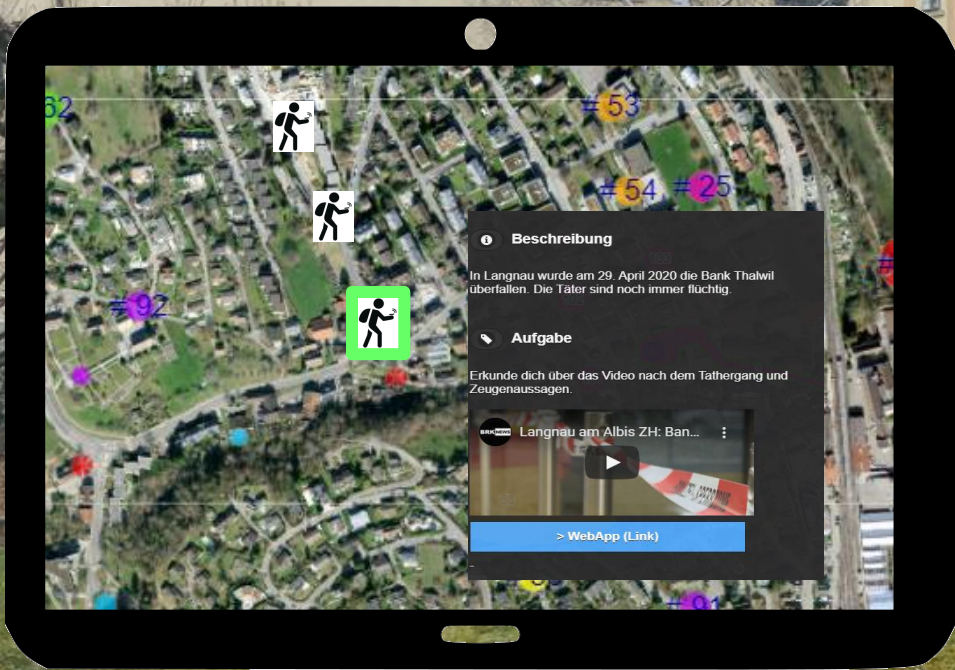 62
# 53
# 54
# 25
# 92
Beschreibung
In Langnau wurde am 29. April 2020 die Bank Thalwil
überfallen. Die Täter sind noch immer flüchtig.
Aufgabe
Erkunde dich über das Video nach dem Tathergang und
Zeugenaussagen.
BRK NEWS
Langnau am Albis ZH: Ban...
> WebApp (Link)
# 91